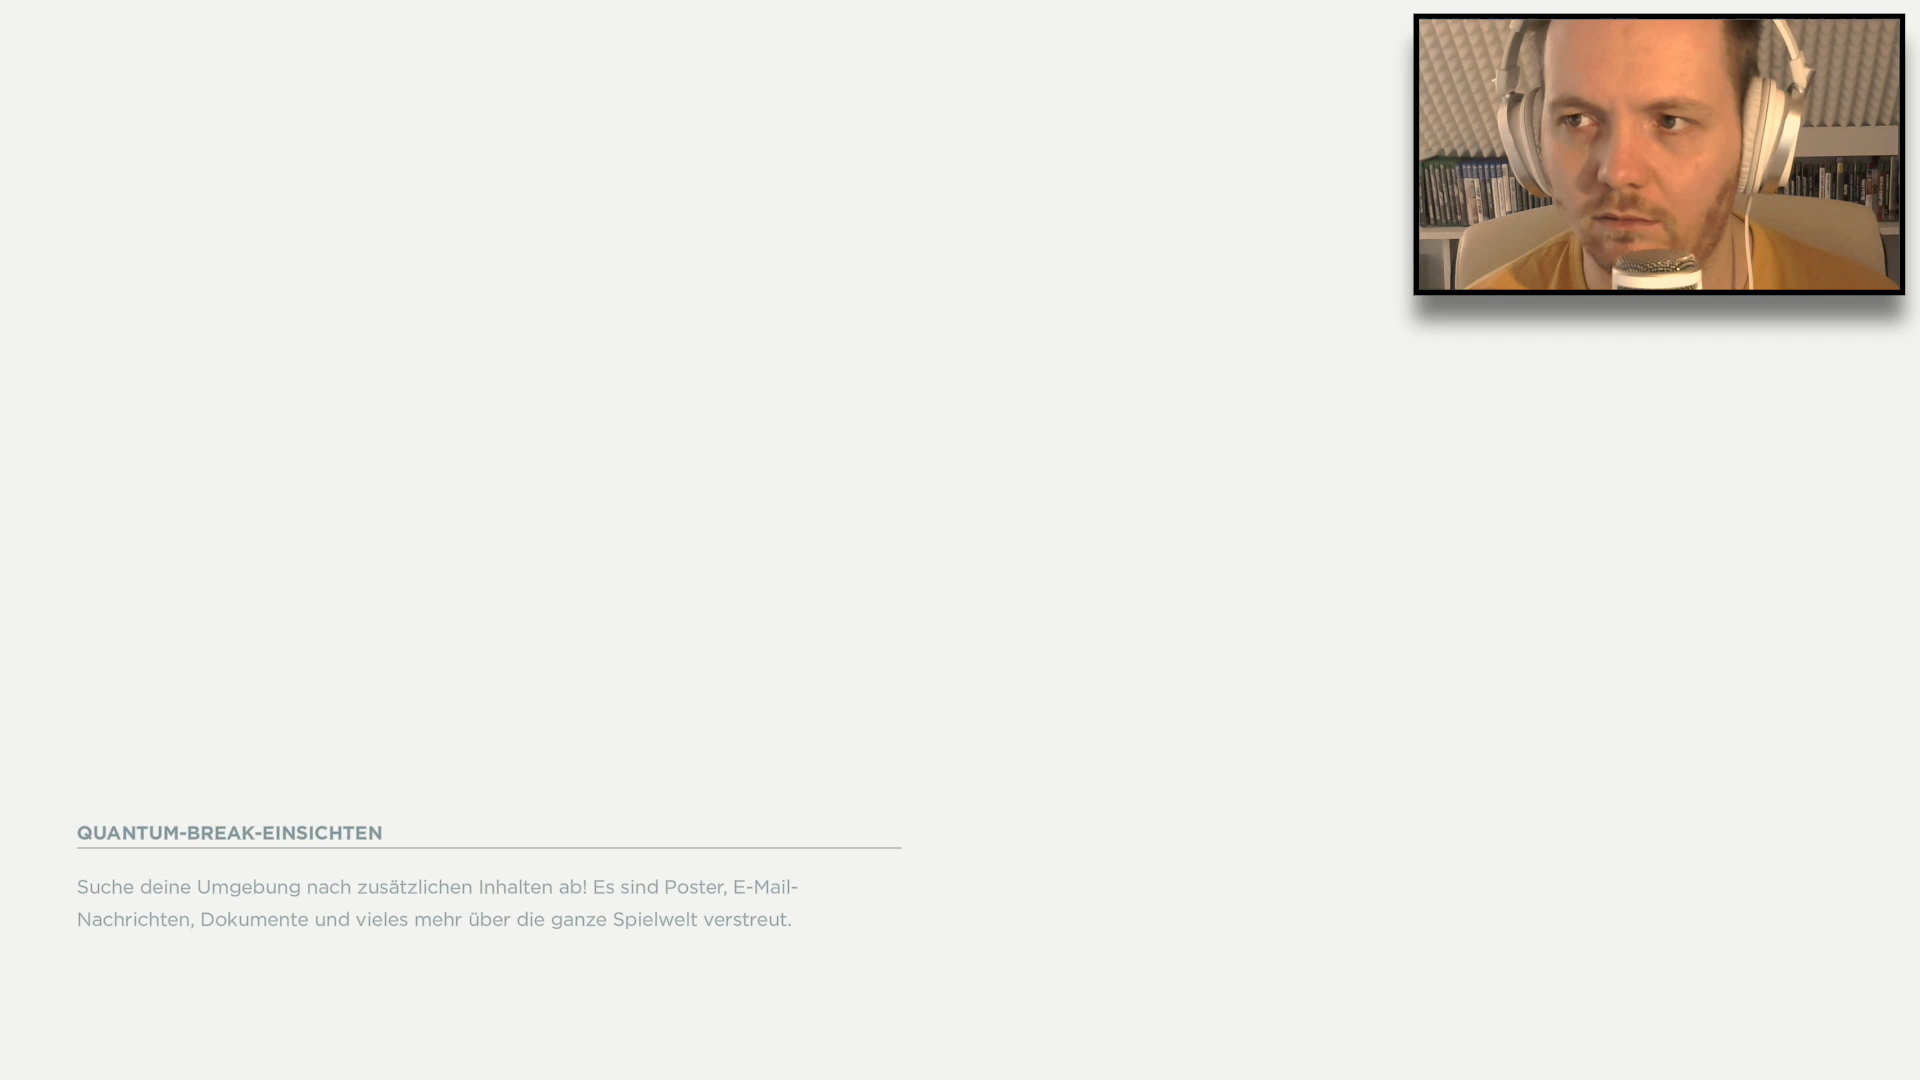 QUANTUM-BREAK-EINSICHTEN
Suche deine Umgebung nach zusätzlichen Inhalten ab! Es sind Poster, E-Mail-
Nachrichten, Dokumente und vieles mehr über die ganze Spielwelt verstreut.